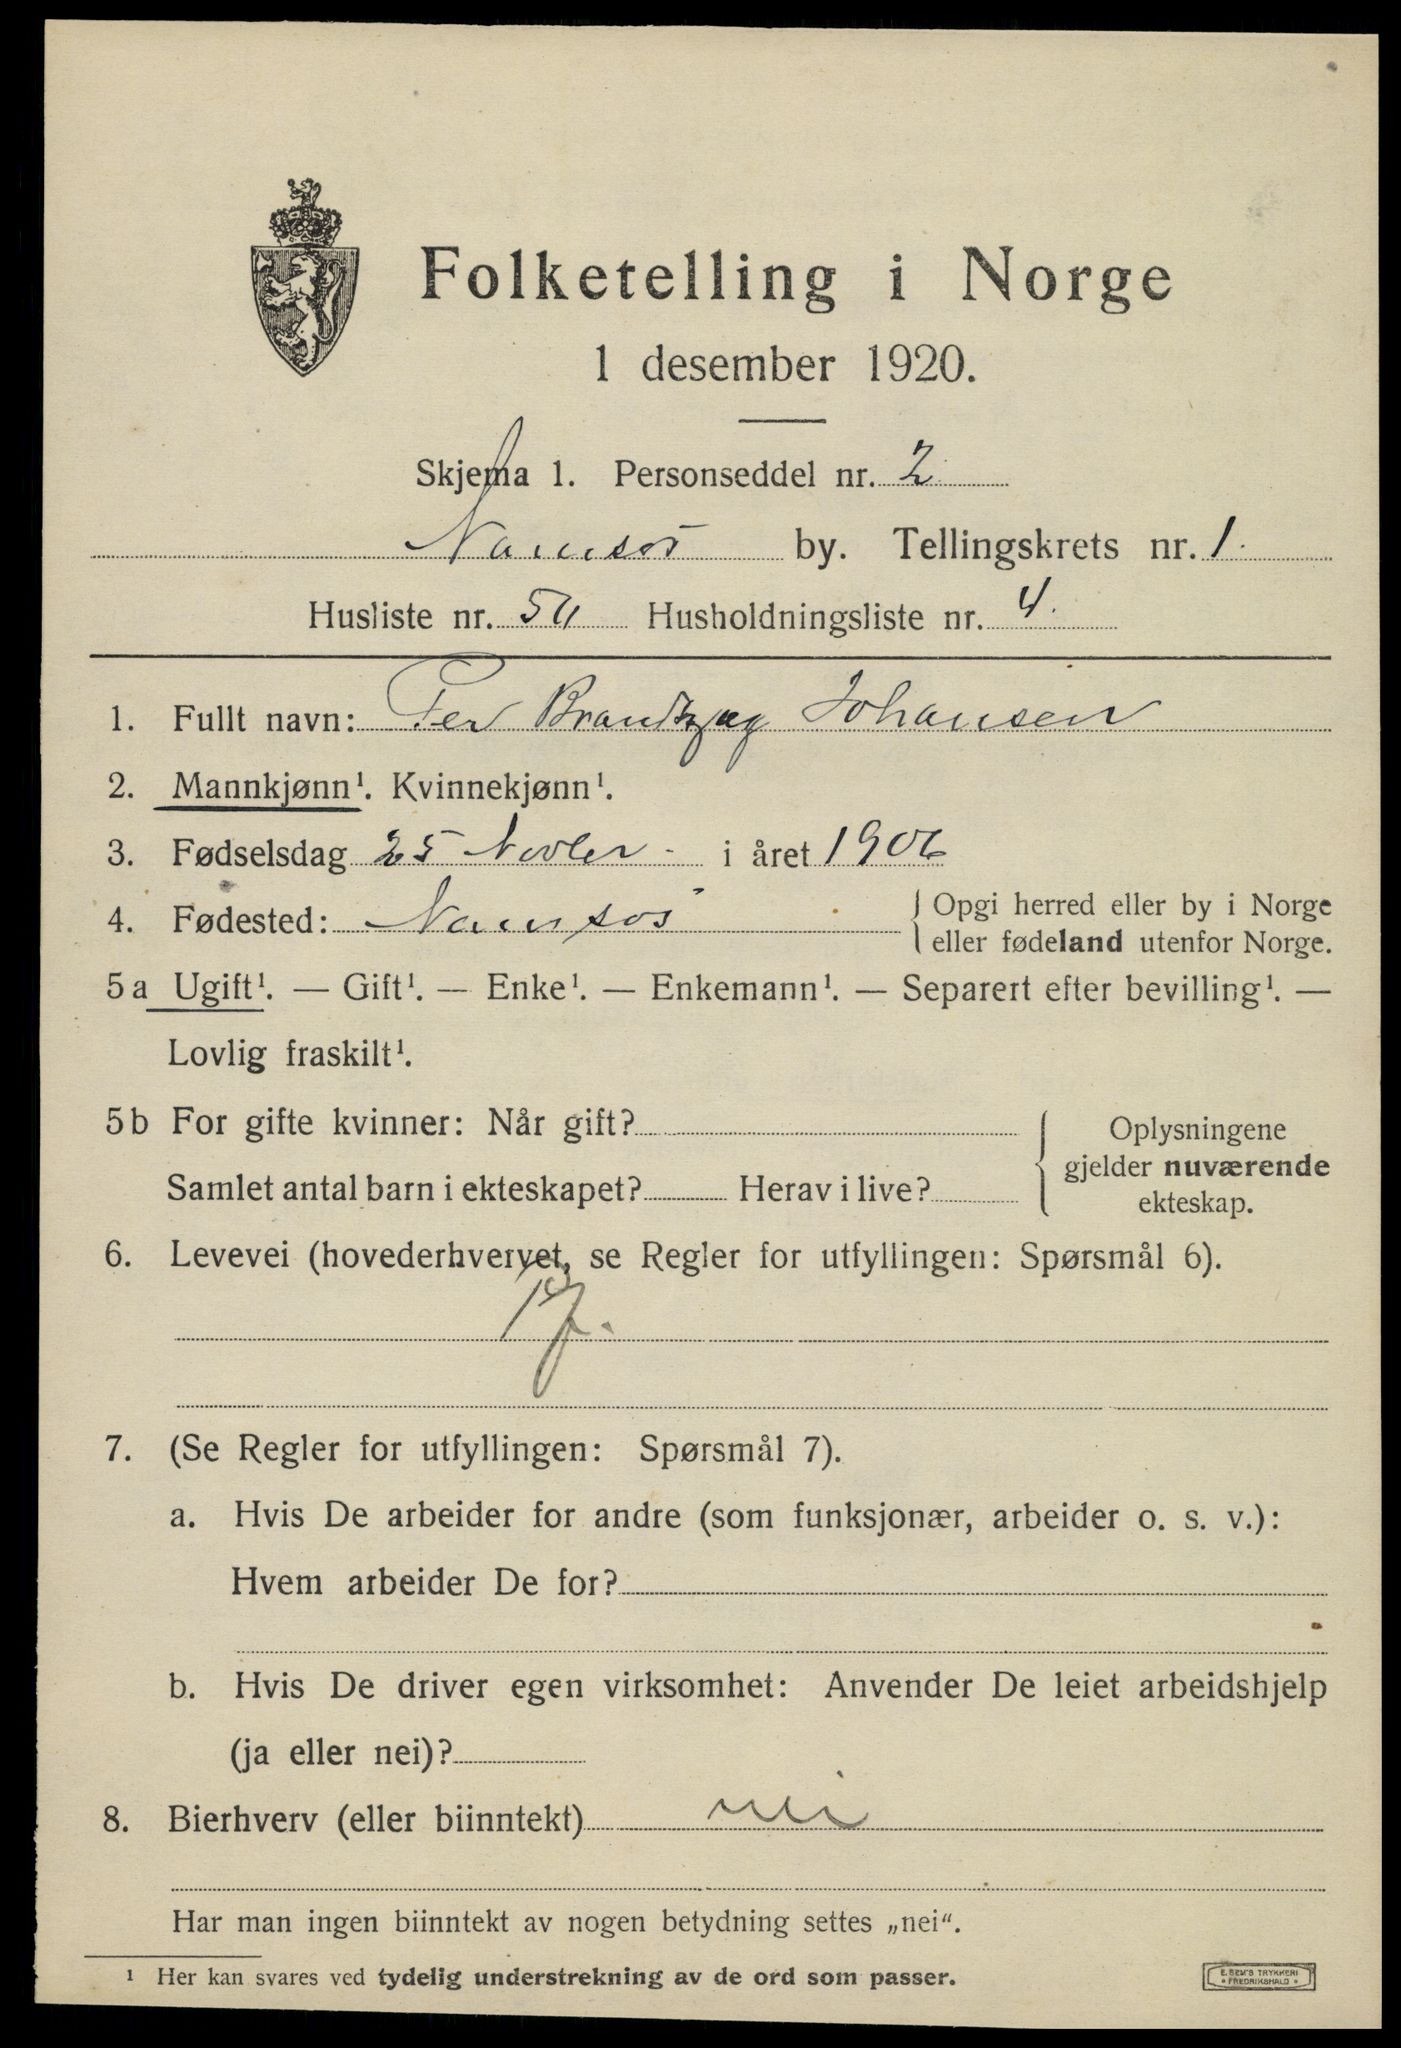 Folketelling i Norge
1 desember 1920.
Skjema 1. Personseddel nr. 2
Namsos by. Tellingskrets nr. 1.
Husliste nr. 54 Husholdningsliste nr. 4.
1. Fullt navn: Per Brandtzæg Johansen
2. Mannkjønn¹. Kvinnekjønn¹.
3. Fødselsdag 25 Novbr. i året 1906
4. Fødested: Namsos { Opgi herred eller by i Norge
eller fødeland utenfor Norge.
5a Ugift¹. — Gift¹. — Enke¹. — Enkemann¹. — Separert efter bevilling¹. —
Lovlig fraskilt¹.
5b For gifte kvinner: Når gift?
Samlet antal barn i ekteskapet? Herav i live?
{ Oplysningene
gjelder nuværende
ekteskap.
6. Levevei (hovederhvervet, se Regler for utfyllingen: Spørsmål 6).
7. (Se Regler for utfyllingen: Spørsmål 7).
a. Hvis De arbeider for andre (som funksjonær, arbeider o. s. v.):
Hvem arbeider De for?
b. Hvis De driver egen virksomhet: Anvender De leiet arbeidshjelp
(ja eller nei)?
8. Bierhverv (eller biinntekt) nei
Har man ingen biinntekt av nogen betydning settes „nei“.
¹ Her kan svares ved tydelig understrekning av de ord som passer.
E. SEM'S TRYKKERI
FREDRIKSHALD